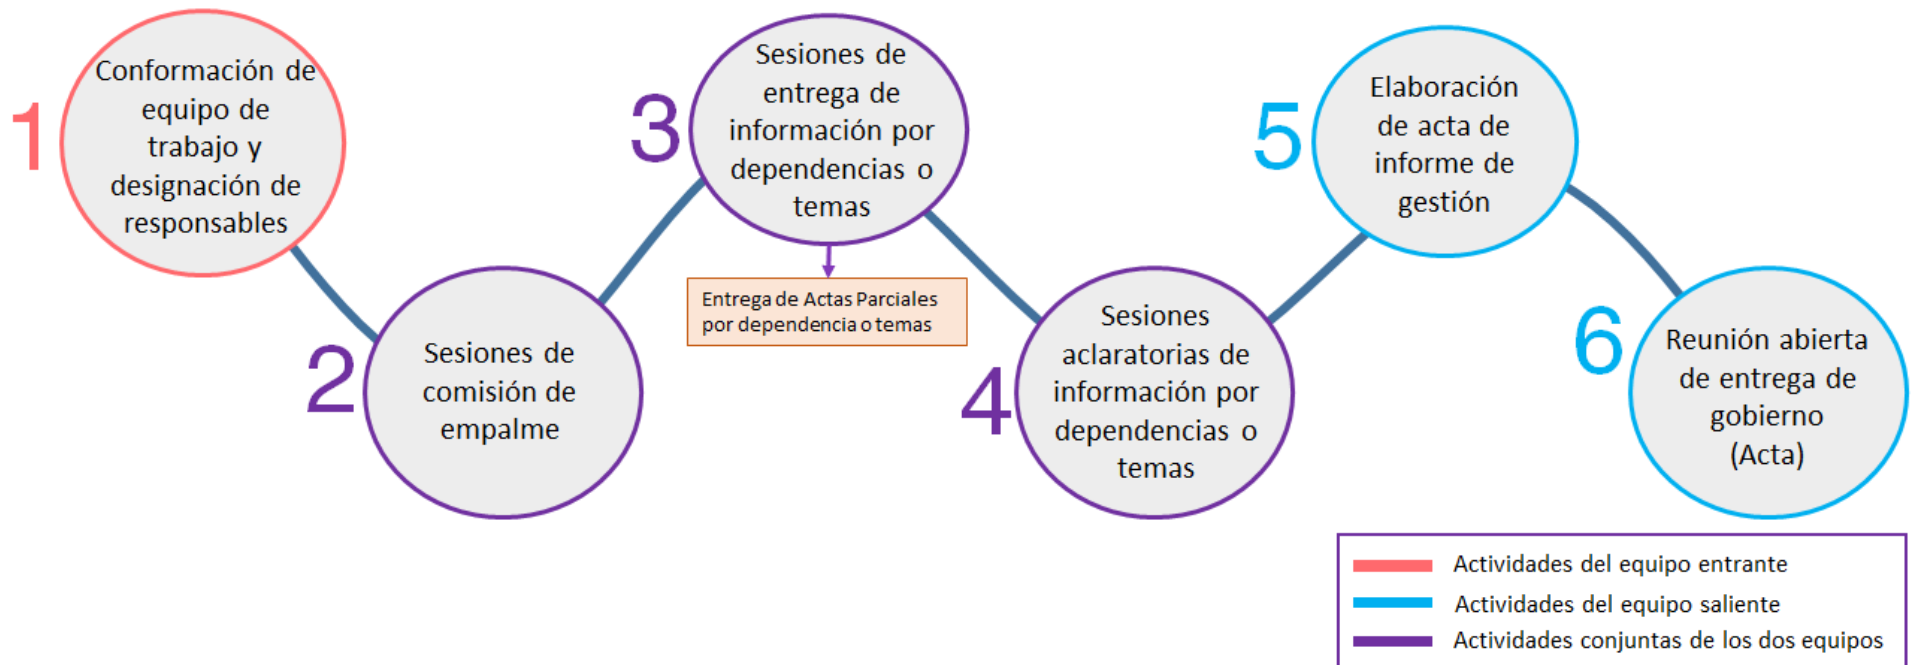 1
Conformación de
equipo de
trabajo y
designación de
responsables
2
Sesiones de
comisión de
empalme
3
Sesiones de
entrega de
información por
dependencias o
temas
Entrega de Actas Parciales
por dependencia o temas
4
Sesiones
aclaratorias de
información por
dependencias o
temas
5
Elaboración
de acta de
informe de
gestión
6
Reunión abierta
de entrega de
gobierno
(Acta)
Actividades del equipo entrante
Actividades del equipo saliente
Actividades conjuntas de los dos equipos